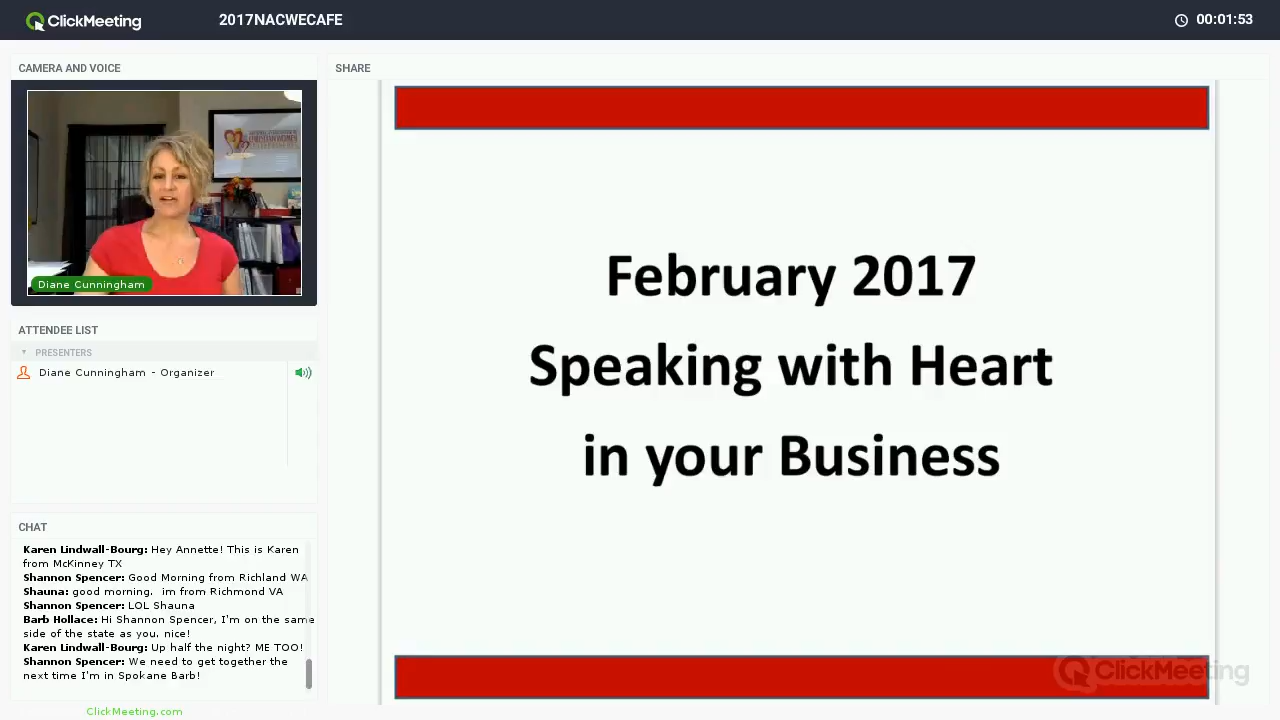 ClickMeeting
2017NACWECAFE
00:01:53
CAMERA AND VOICE
Diane Cunningham
ATTENDEE LIST
PRESENTERS
Diane Cunningham - Organizer
CHAT
Karen Lindwall-Bourg: Hey Annette! This is Karen
from McKinney TX
Shannon Spencer: Good Morning from Richland WA
Shauna: good morning.  im from Richmond VA
Shannon Spencer: LOL Shauna
Barb Hollace: Hi Shannon Spencer, I'm on the same
side of the state as you. nice!
Karen Lindwall-Bourg: Up half the night? ME TOO!
Shannon Spencer: We need to get together the
next time I'm in Spokane Barb!
ClickMeeting.com
SHARE
February 2017
Speaking with Heart
in your Business
ClickMeeting